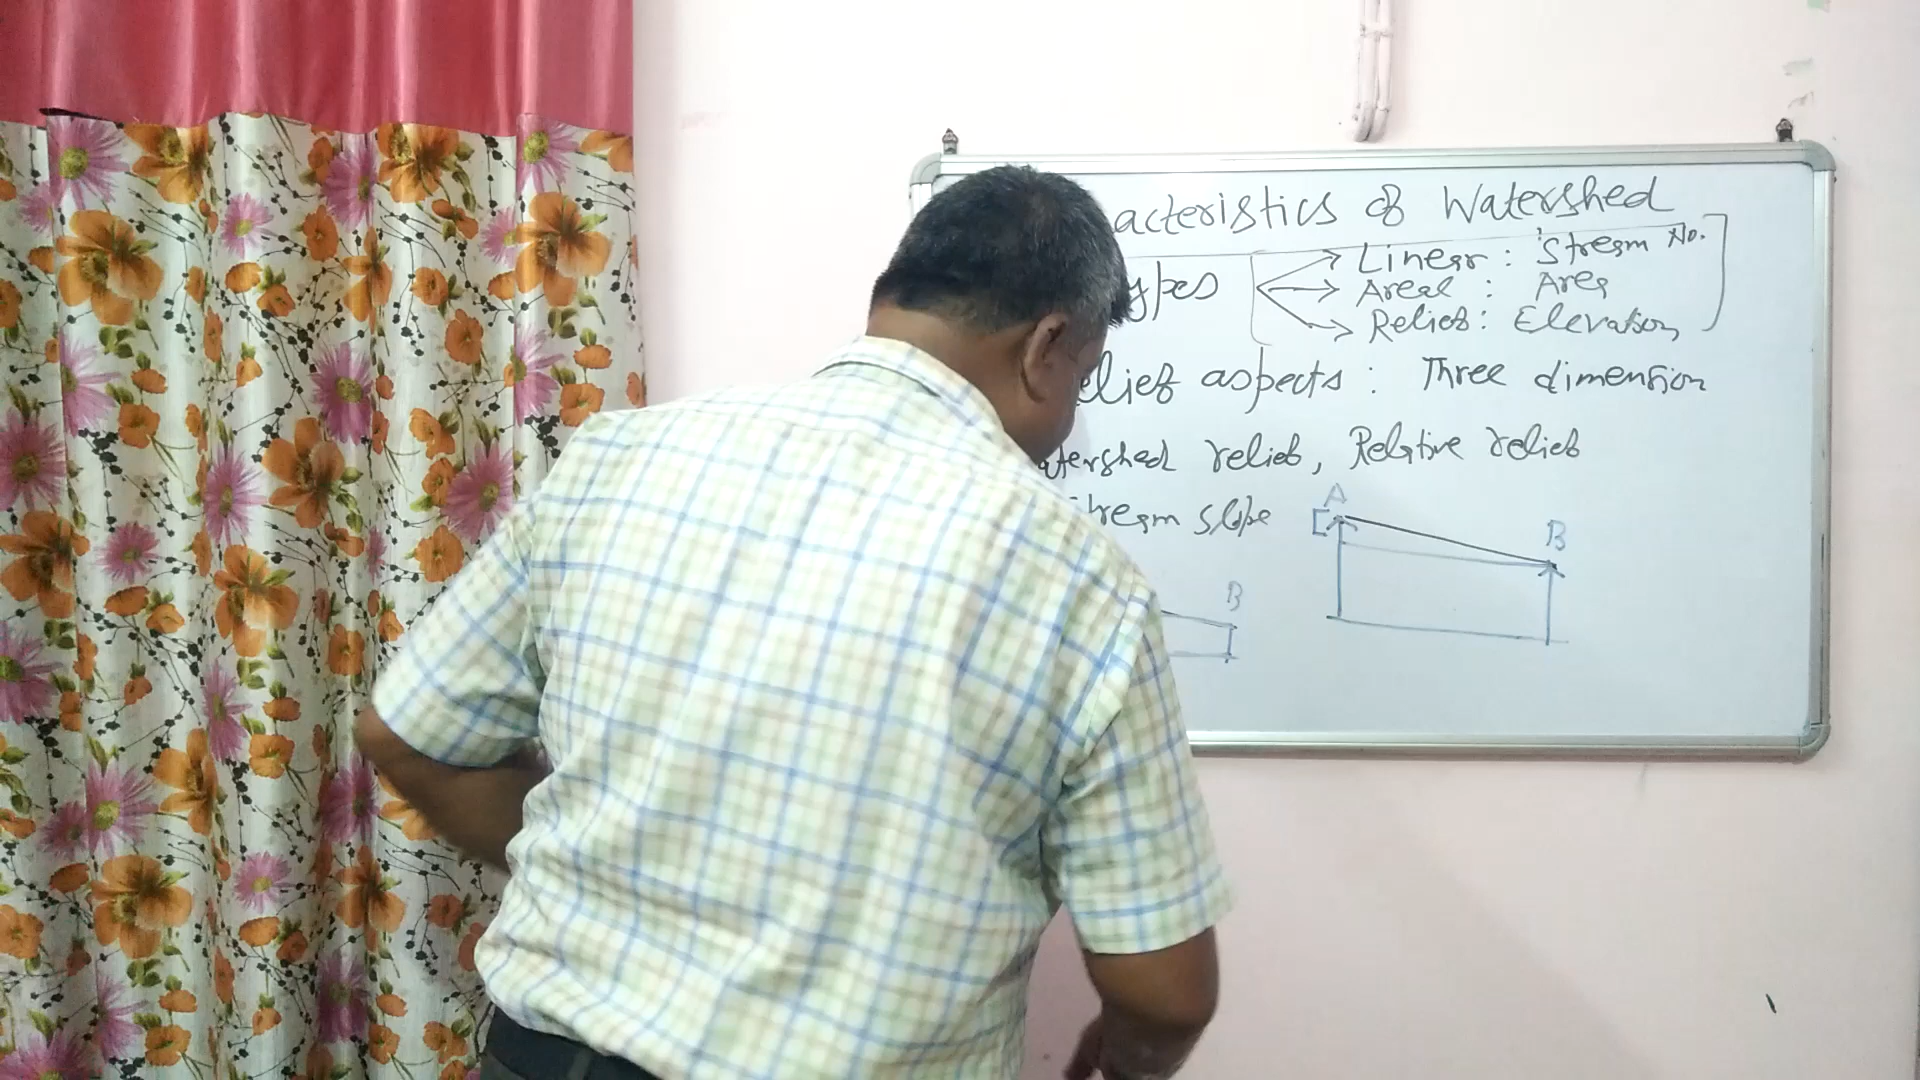 acteristics of Watershed
ypes
Linear : Stream No.
Areal : Area
Relief : Elevation
elief aspects : Three dimension
atershed relief, Relative relief
tream slope
A
B
B